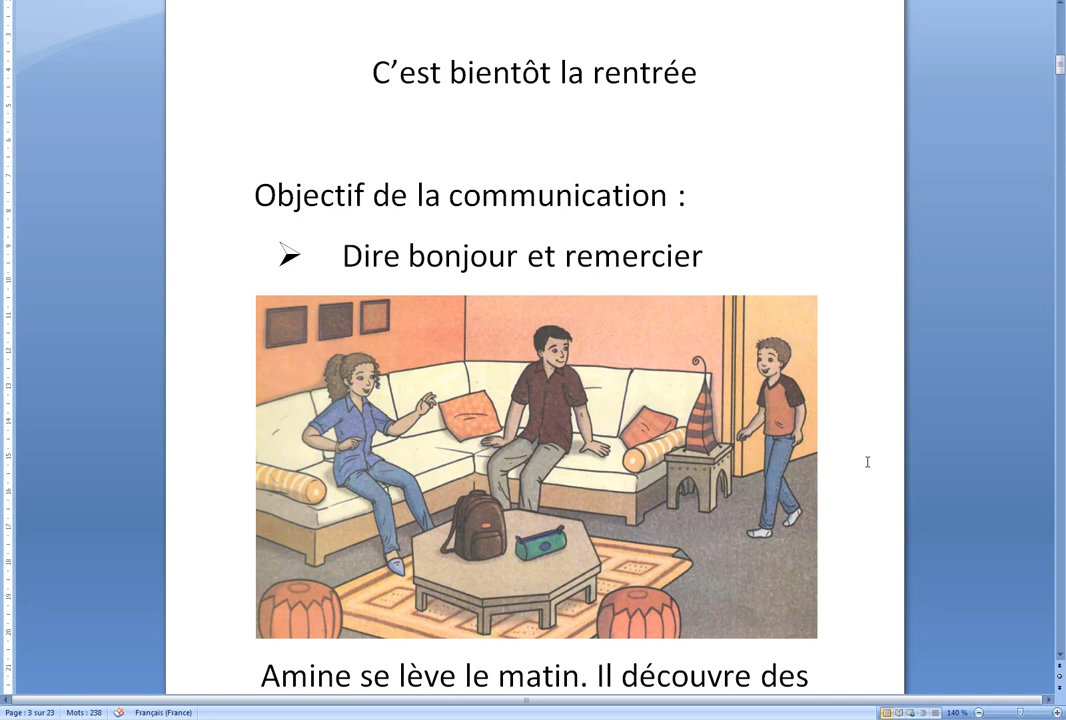 C’est bientôt la rentrée
Objectif de la communication :
➢ Dire bonjour et remercier
Amine se lève le matin. Il découvre des
Page : 3 sur 23 Mots : 238 Français (France) 140 %